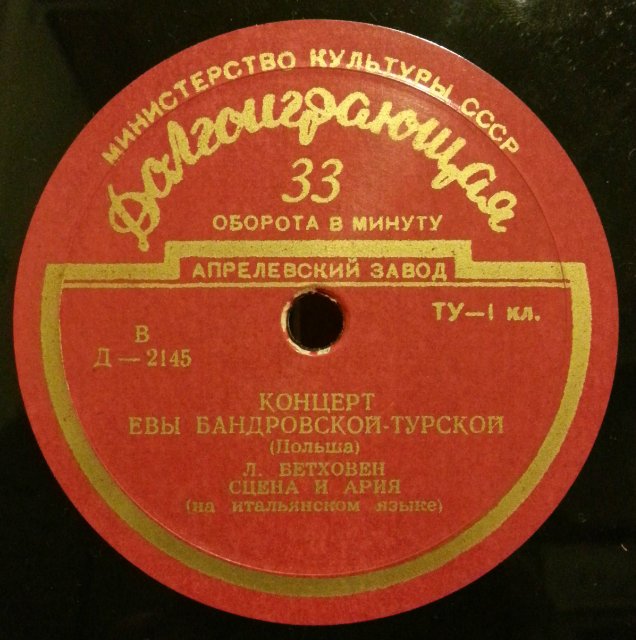 МИНИСТЕРСТВО КУЛЬТУРЫ СССР
Долгоиграющая
33
ОБОРОТА В МИНУТУ
АПРЕЛЕВСКИЙ ЗАВОД
ТУ—1 кл.
В
Д — 2145
КОНЦЕРТ
ЕВЫ БАНДРОВСКОЙ-ТУРСКОЙ
(Польша)
Л. БЕТХОВЕН
СЦЕНА И АРИЯ
(на итальянском языке)